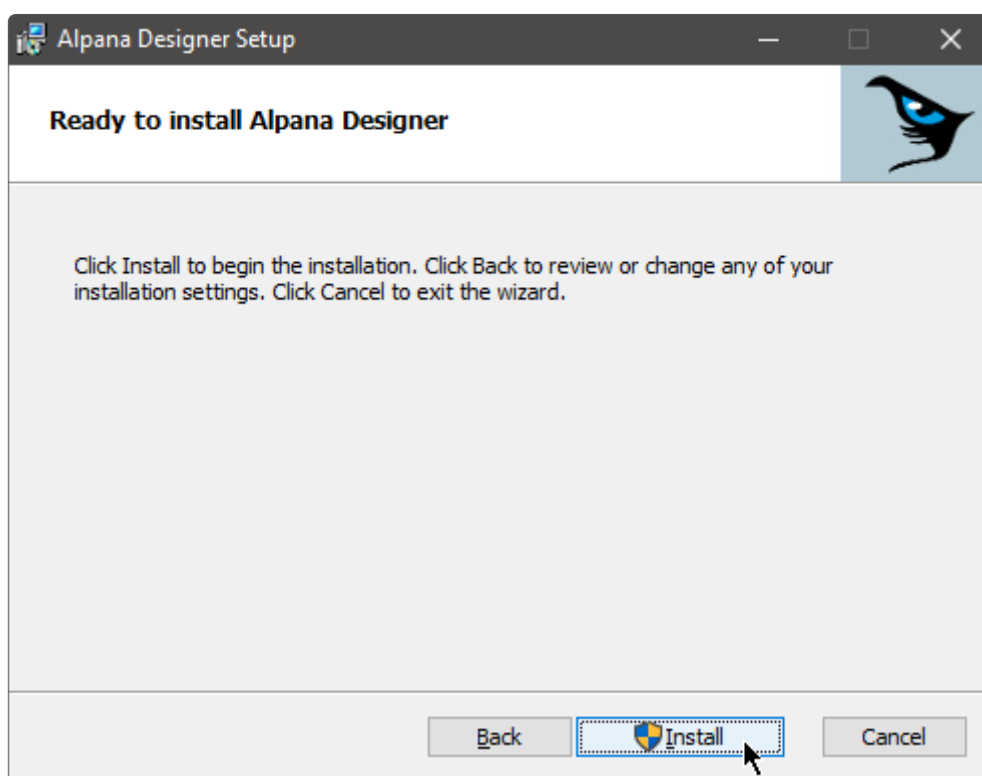 Alpana Designer Setup
Ready to install Alpana Designer
Click Install to begin the installation. Click Back to review or change any of your
installation settings. Click Cancel to exit the wizard.
Back Install Cancel